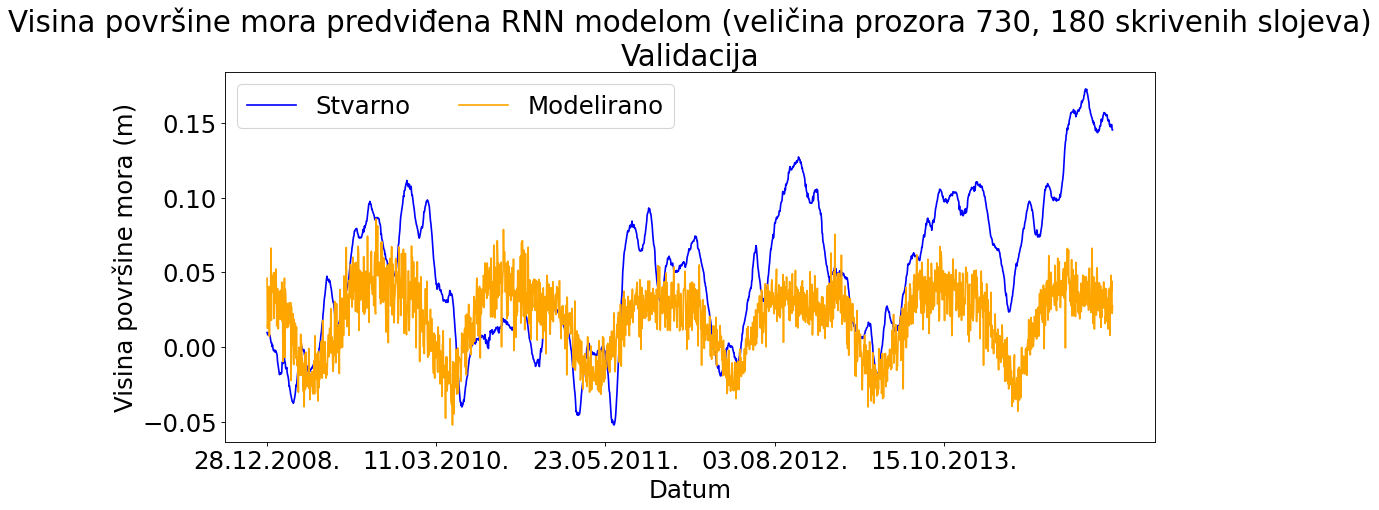 Visina površine mora predviđena RNN modelom (veličina prozora 730, 180 skrivenih slojeva)
Validacija
Stvarno
Modelirano
Visina površine mora (m)
0.15
0.10
0.05
0.00
−0.05
28.12.2008.
11.03.2010.
23.05.2011.
03.08.2012.
15.10.2013.
Datum